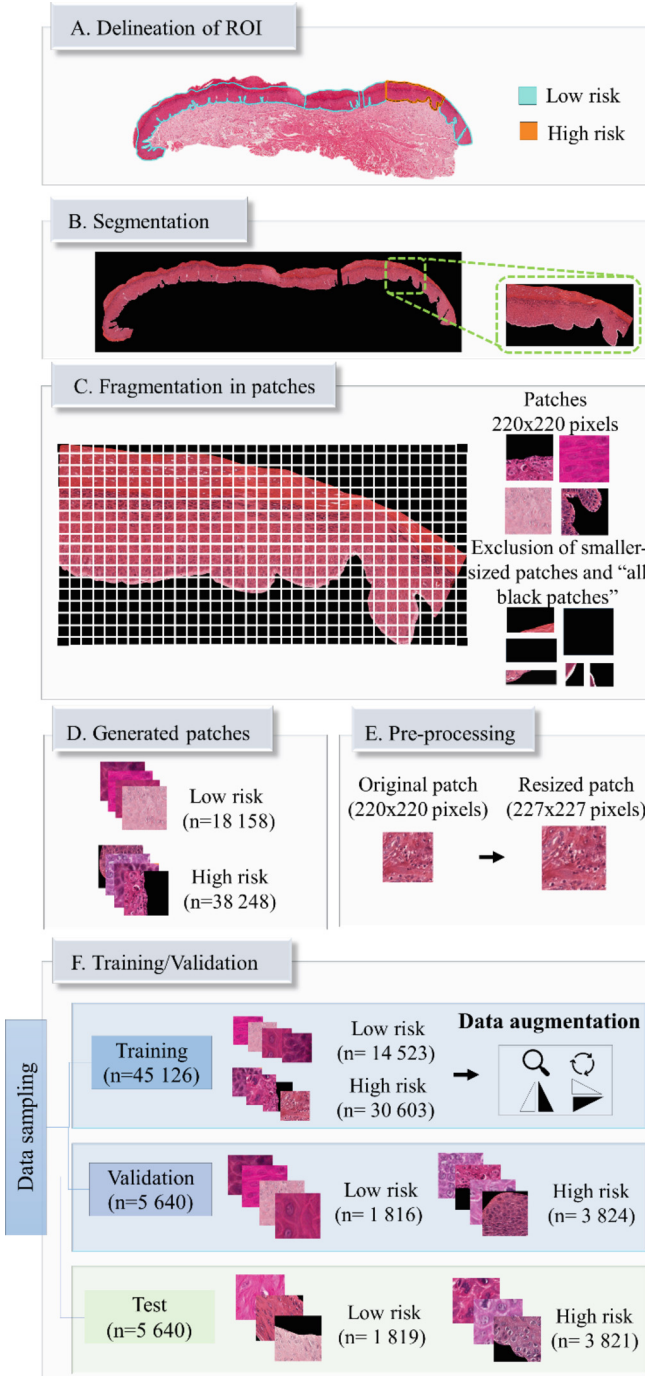 A. Delineation of ROI
Low risk
High risk
B. Segmentation
C. Fragmentation in patches
Patches
220x220 pixels
Exclusion of smaller-
sized patches and “all
black patches”
D. Generated patches
Low risk
(n=18 158)
High risk
(n=38 248)
E. Pre-processing
Original patch
(220x220 pixels)
Resized patch
(227x227 pixels)
F. Training/Validation
Data sampling
Training
(n=45 126)
Low risk
(n= 14 523)
High risk
(n= 30 603)
Data augmentation
Validation
(n=5 640)
Low risk
(n= 1 816)
High risk
(n= 3 824)
Test
(n=5 640)
Low risk
(n= 1 819)
High risk
(n= 3 821)